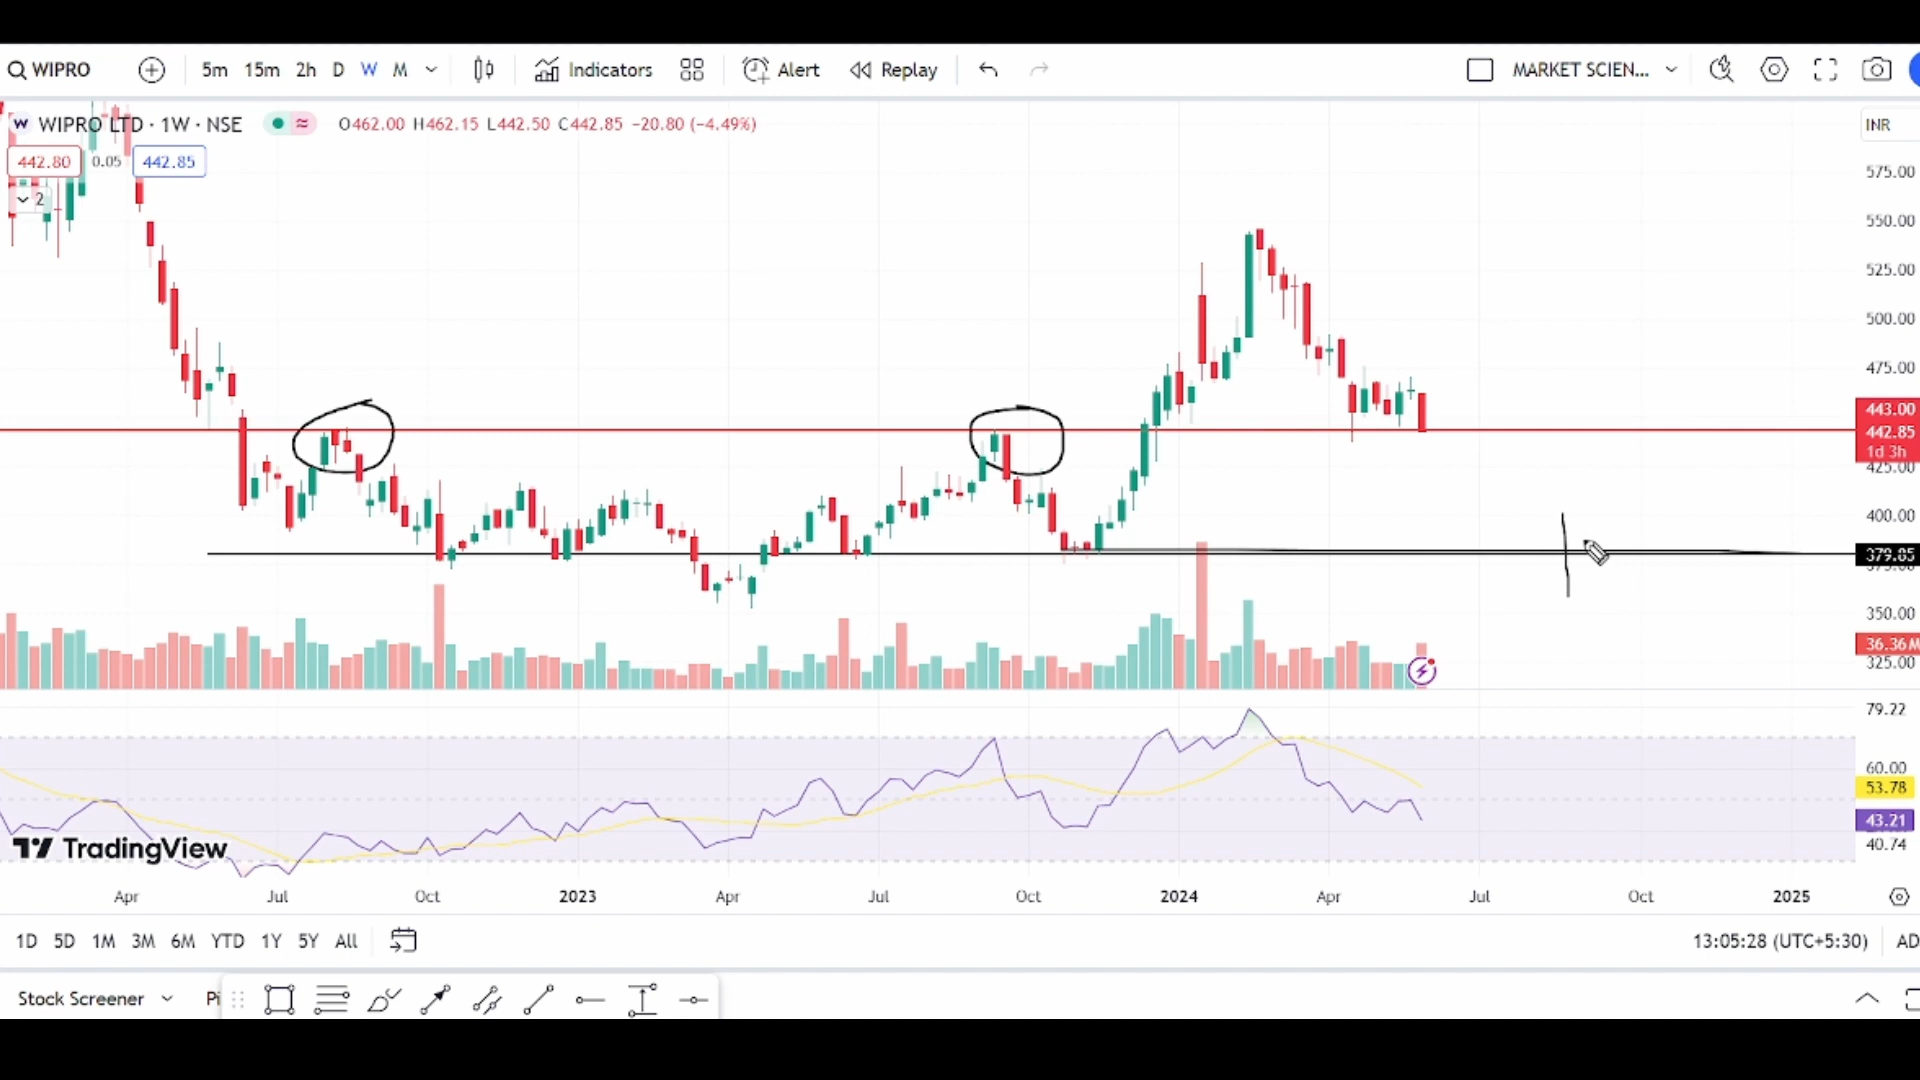 WIPRO 5m 15m 2h D W M Indicators Alert Replay MARKET SCIEN...
W WIPRO LTD · 1W · NSE O462.00 H462.15 L442.50 C442.85 −20.80 (−4.49%) INR
442.80 0.05 442.85
2
575.00
550.00
525.00
500.00
475.00
443.00
442.85
1d 3h
425.00
400.00
379.85
350.00
36.36M
325.00
79.22
60.00
53.78
43.21
40.74
TradingView
Apr Jul Oct 2023 Apr Jul Oct 2024 Apr Jul Oct 2025
1D 5D 1M 3M 6M YTD 1Y 5Y All 13:05:28 (UTC+5:30) AD
Stock Screener Pi